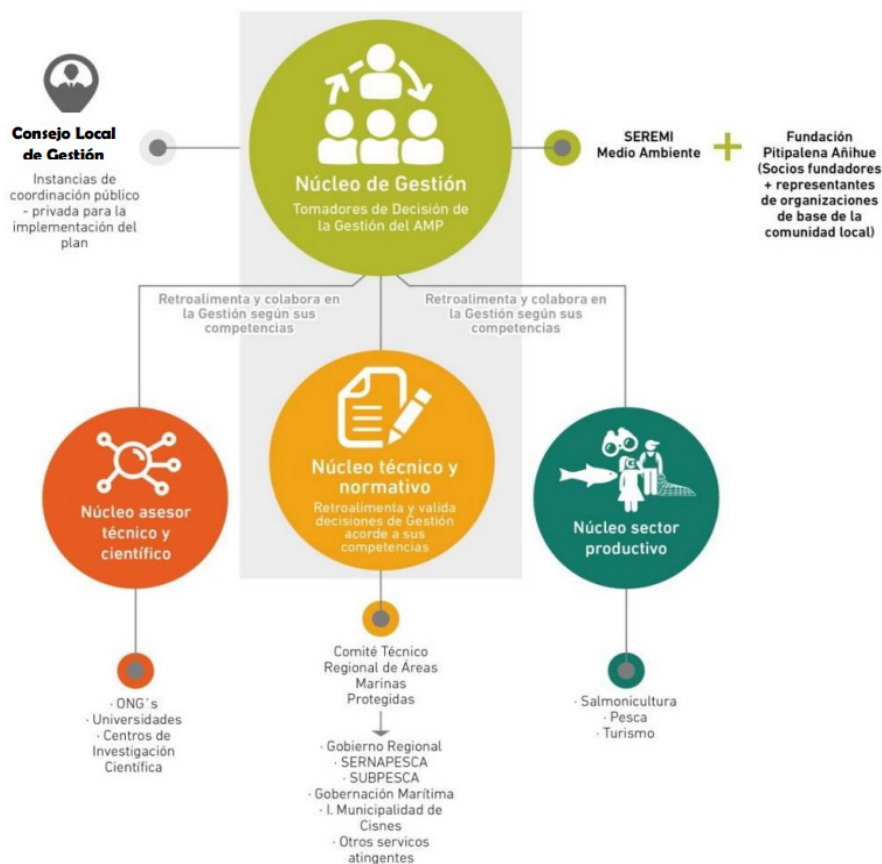 Consejo Local
de Gestión
Instancias de
coordinación público
- privada para la
implementación del
plan
Núcleo de Gestión
Tomadores de Decisión de
la Gestión del AMP
SEREMI
Medio Ambiente
+
Fundación
Pitipalena Añihue
(Socios fundadores
+ representantes
de organizaciones
de base de la
comunidad local)
Retroalimenta y colabora en
la Gestión según sus
competencias
Retroalimenta y colabora en
la Gestión según sus
competencias
Núcleo asesor
técnico y
científico
Núcleo técnico y
normativo
Retroalimenta y valida
decisiones de Gestión
acorde a sus
competencias
Núcleo sector
productivo
· ONG´s
· Universidades
· Centros de
Investigación
Científica
Comité Técnico
Regional de Áreas
Marinas
Protegidas
· Gobierno Regional
· SERNAPESCA
· SUBPESCA
· Gobernación Marítima
· I. Municipalidad de
Cisnes
· Otros servicos
atingentes
· Salmonicultura
· Pesca
· Turismo